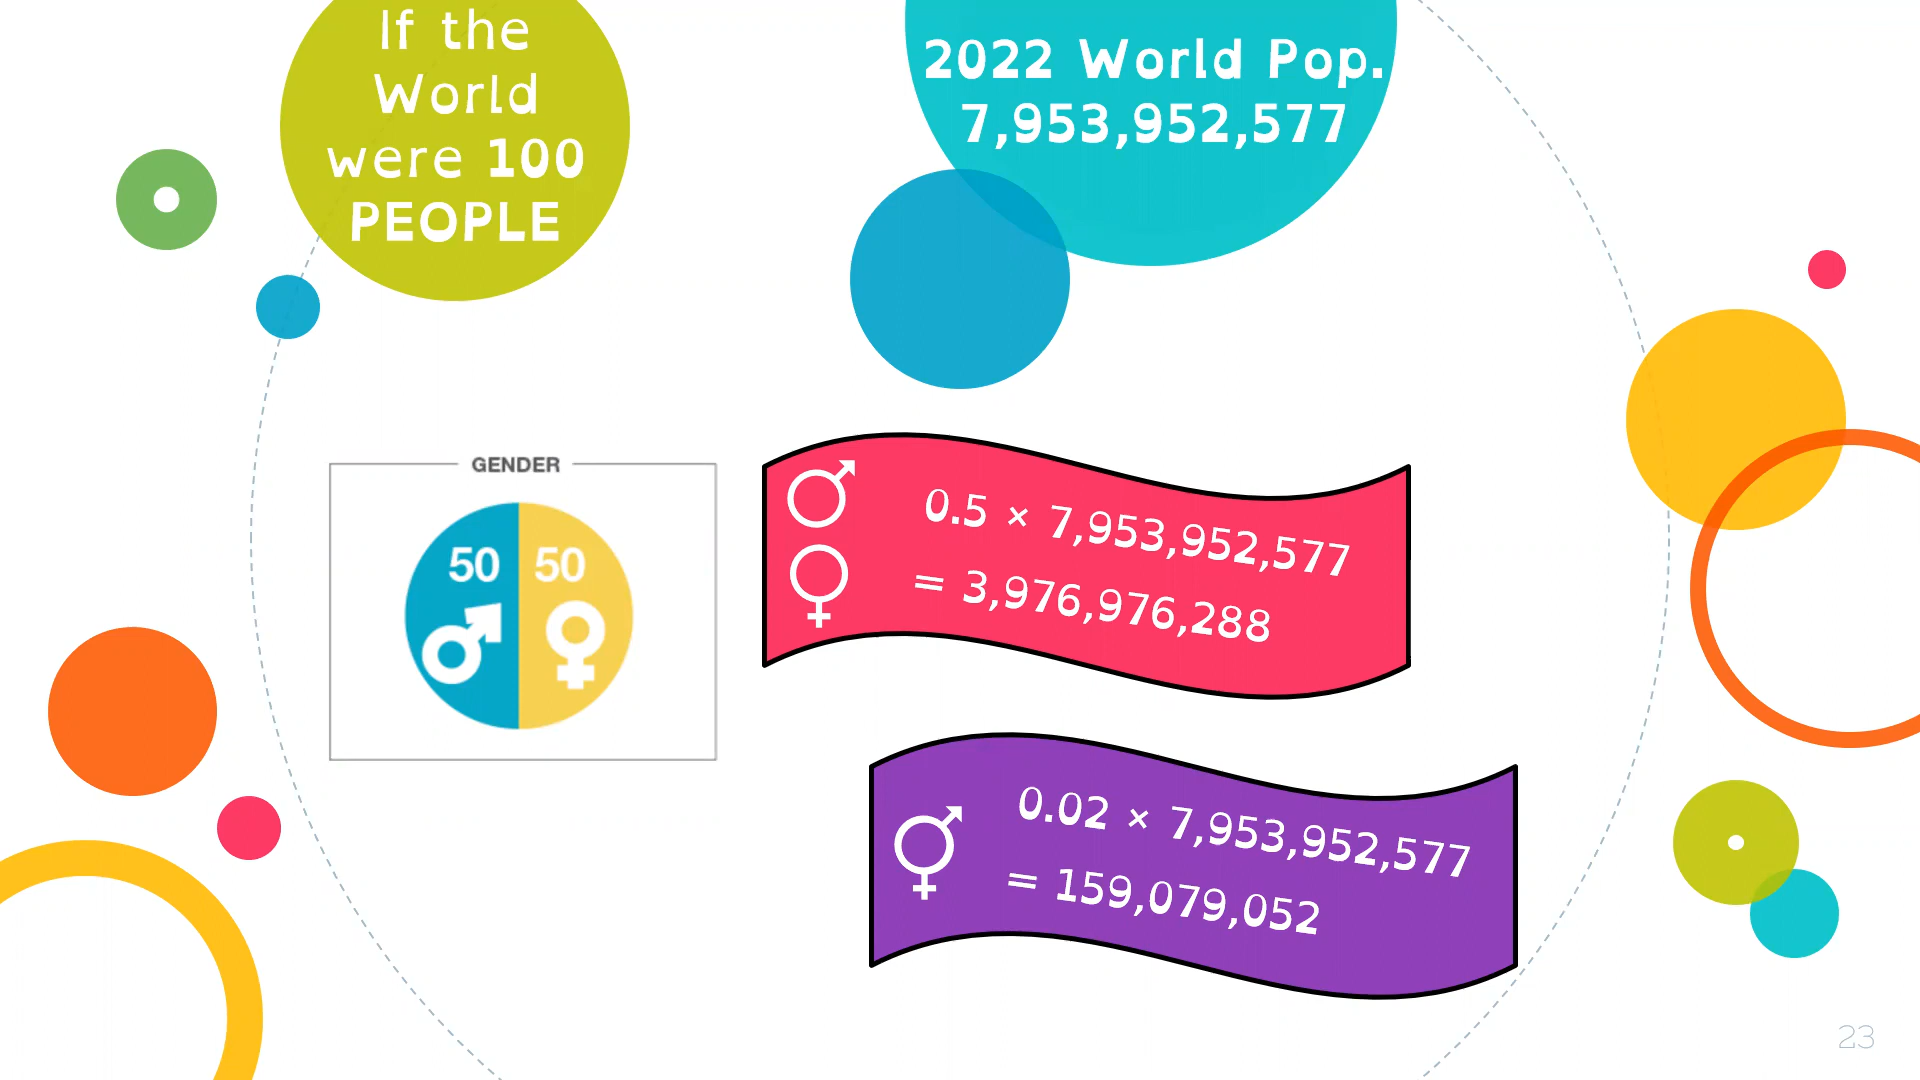 If the
World
were 100
PEOPLE
2022 World Pop.
7,953,952,577
GENDER
50 50
0.5 × 7,953,952,577
= 3,976,976,288
0.02 × 7,953,952,577
= 159,079,052
23